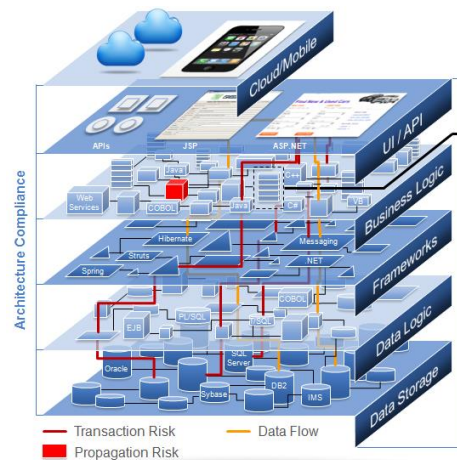 Cloud/Mobile
UI / API
APIs
JSP
ASP.NET
Business Logic
Java
C++
Web
Services
COBOL
Java
C#
VB
Architecture Compliance
Frameworks
Hibernate
Messaging
Struts
Spring
.NET
Data Logic
COBOL
PL/SQL
EJB
Data Storage
Oracle
SQL
Server
DB2
Sybase
IMS
Transaction Risk
Data Flow
Propagation Risk